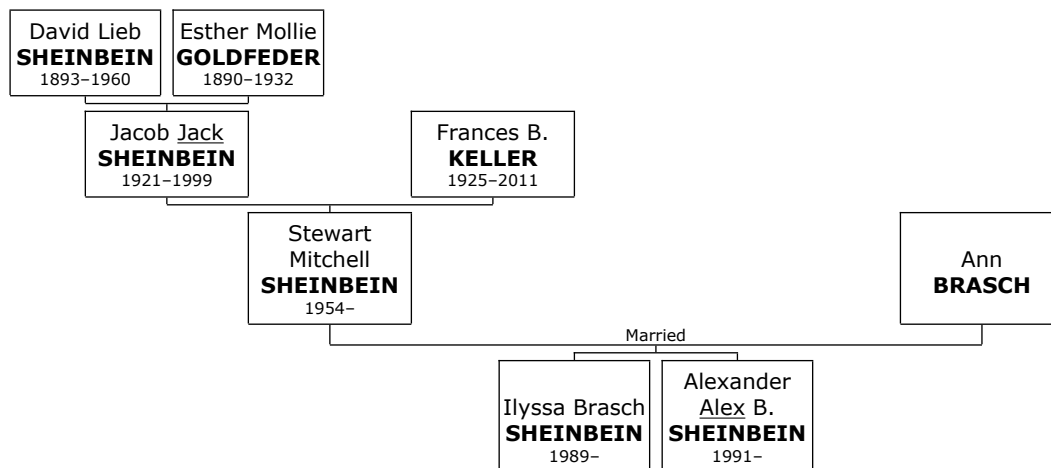 David Lieb
SHEINBEIN
1893–1960
Esther Mollie
GOLDFEDER
1890–1932
Jacob Jack
SHEINBEIN
1921–1999
Frances B.
KELLER
1925–2011
Stewart
Mitchell
SHEINBEIN
1954–
Ann
BRASCH
Married
Ilyssa Brasch
SHEINBEIN
1989–
Alexander
Alex B.
SHEINBEIN
1991–